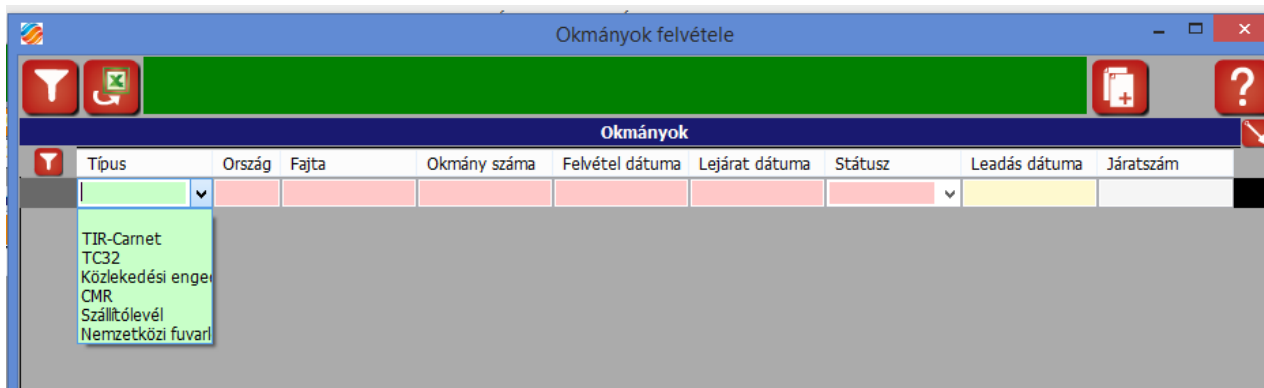 Okmányok felvétele
Okmányok
Típus Ország Fajta Okmány száma Felvétel dátuma Lejárat dátuma Státusz Leadás dátuma Járatszám
TIR-Carnet
TC32
Közlekedési enge
CMR
Szállítólevél
Nemzetközi fuvarl